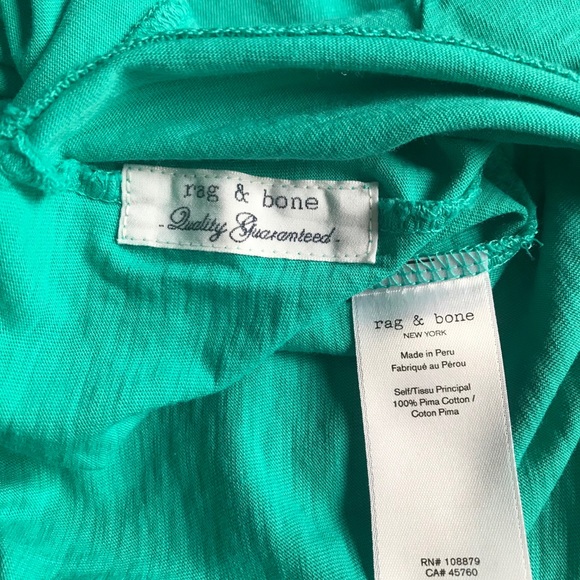 rag & bone
- Quality Guaranteed -
rag & bone
NEW YORK
Made in Peru
Fabriqué au Pérou
Self/Tissu Principal
100% Pima Cotton /
Coton Pima
RN# 108879
CA# 45760